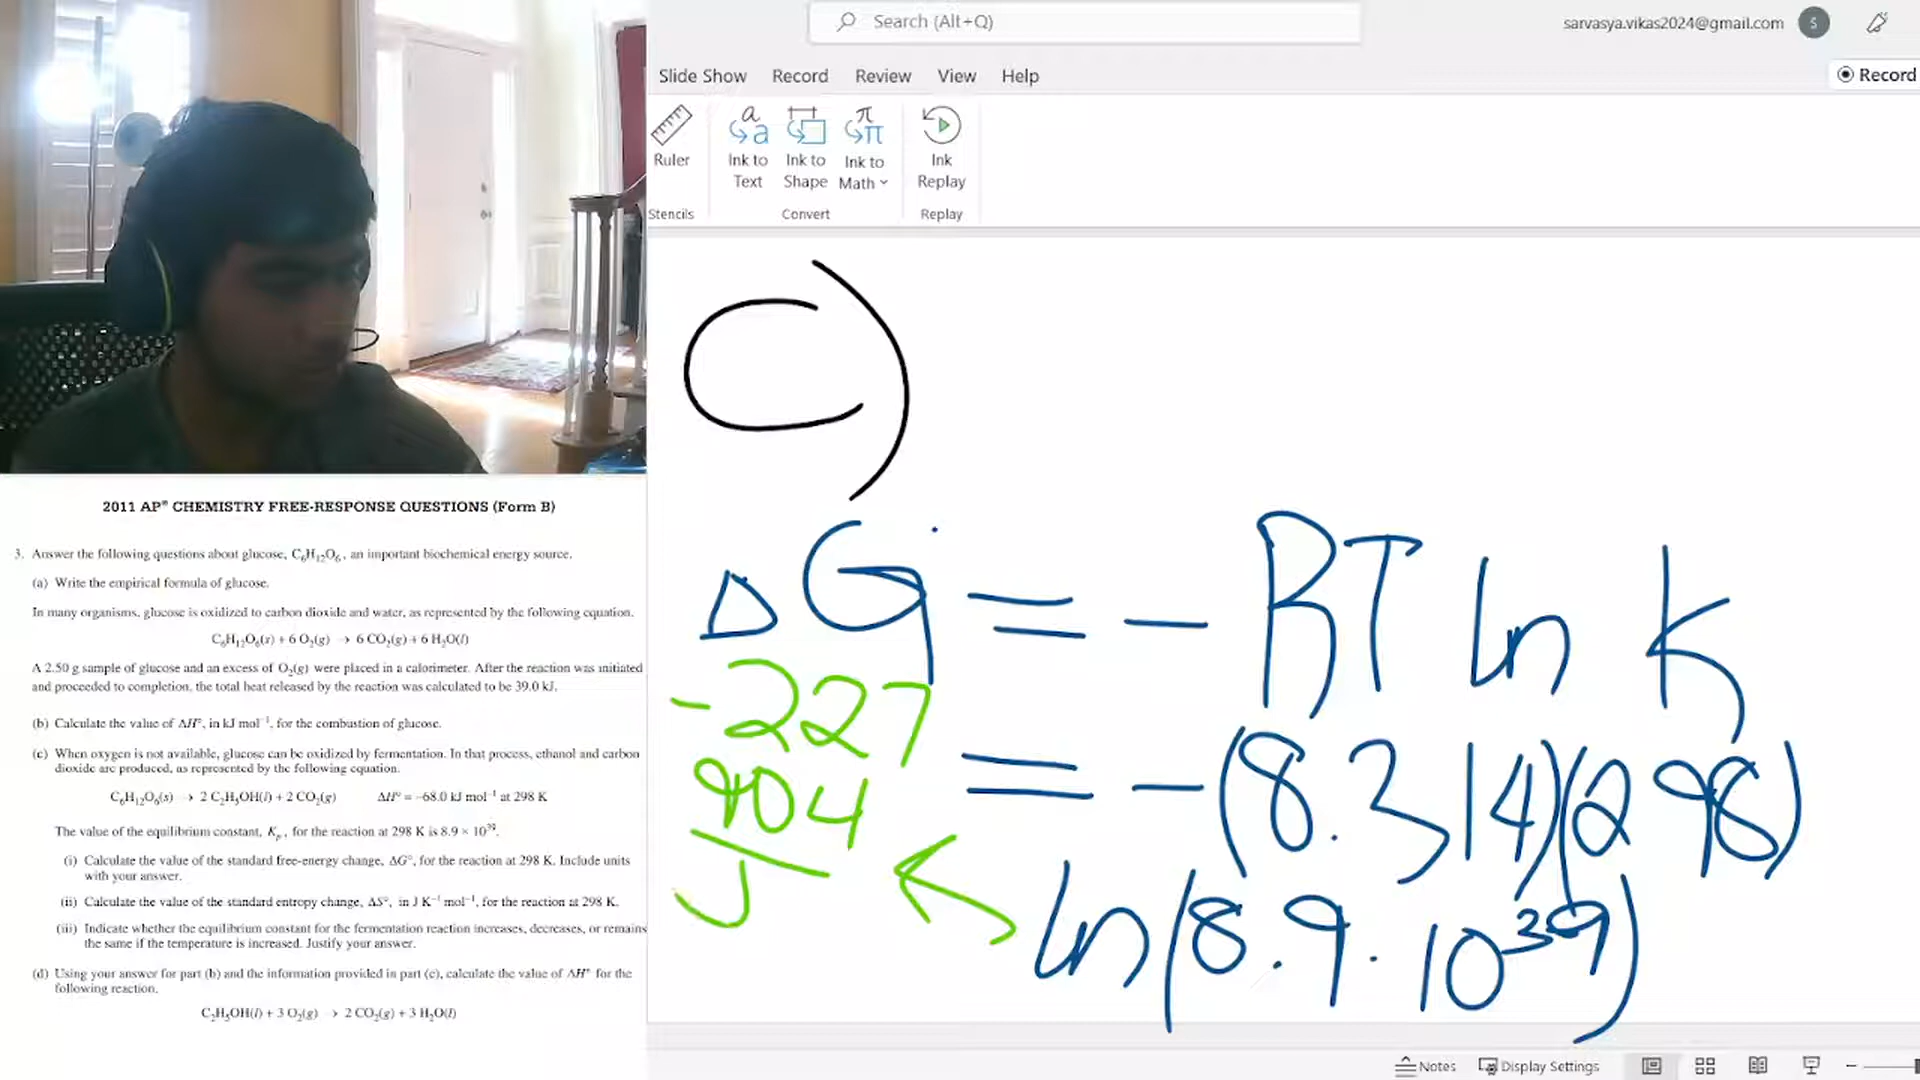 Search (Alt+Q)
sarvasya.vikas2024@gmail.com
S
Slide Show Record Review View Help
Record
Ruler
Ink to Text
Ink to Shape
Ink to Math
Ink Replay
Stencils
Convert
Replay
2011 AP® CHEMISTRY FREE-RESPONSE QUESTIONS (Form B)
3. Answer the following questions about glucose, C₆H₁₂O₆, an important biochemical energy source.
(a) Write the empirical formula of glucose.
In many organisms, glucose is oxidized to carbon dioxide and water, as represented by the following equation.
C₆H₁₂O₆(s) + 6 O₂(g) → 6 CO₂(g) + 6 H₂O(l)
A 2.50 g sample of glucose and an excess of O₂(g) were placed in a calorimeter. After the reaction was initiated
and proceeded to completion, the total heat released by the reaction was calculated to be 39.0 kJ.
(b) Calculate the value of ΔH°, in kJ mol⁻¹, for the combustion of glucose.
(c) When oxygen is not available, glucose can be oxidized by fermentation. In that process, ethanol and carbon
dioxide are produced, as represented by the following equation.
C₆H₁₂O₆(s) → 2 C₂H₅OH(l) + 2 CO₂(g) ΔH° = −68.0 kJ mol⁻¹ at 298 K
The value of the equilibrium constant, Kₚ, for the reaction at 298 K is 8.9 × 10³⁹.
(i) Calculate the value of the standard free-energy change, ΔG°, for the reaction at 298 K. Include units
with your answer.
(ii) Calculate the value of the standard entropy change, ΔS°, in J K⁻¹ mol⁻¹, for the reaction at 298 K.
(iii) Indicate whether the equilibrium constant for the fermentation reaction increases, decreases, or remains
the same if the temperature is increased. Justify your answer.
(d) Using your answer for part (b) and the information provided in part (c), calculate the value of ΔH° for the
following reaction.
C₂H₅OH(l) + 3 O₂(g) → 2 CO₂(g) + 3 H₂O(l)
C)
ΔG = − RT ln K
= −(8.314)(298)
ln(8.9 · 10³⁹)
-227
904
J
Notes Display Settings